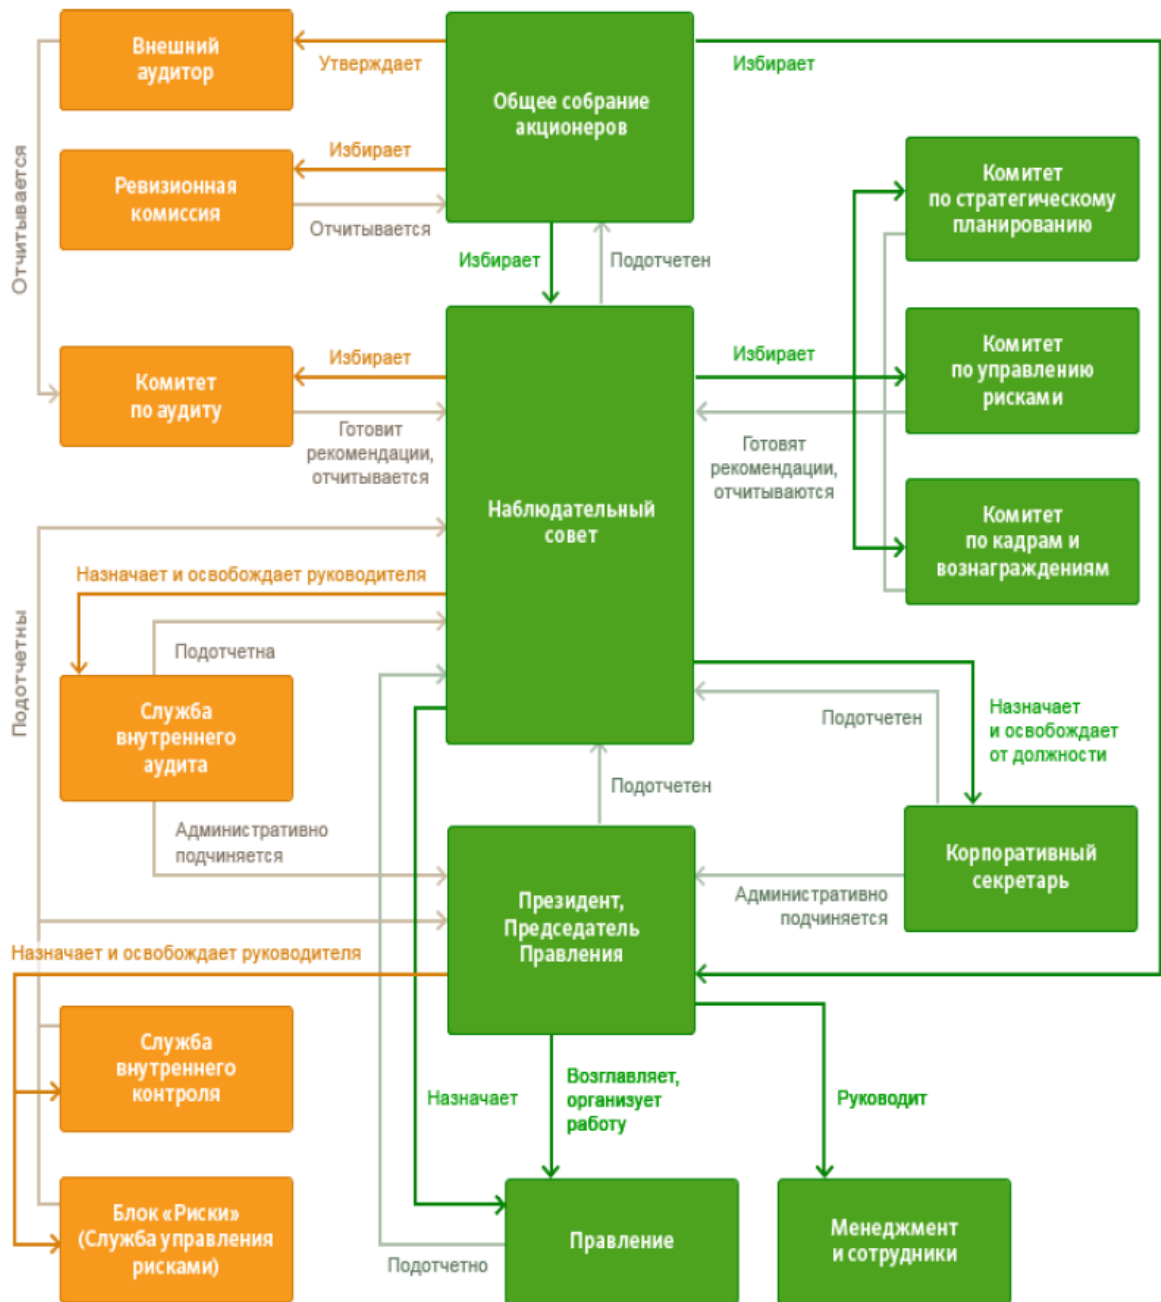 Внешний
аудитор
Утверждает
Общее собрание
акционеров
Избирает
Отчитывается
Ревизионная
комиссия
Избирает
Отчитывается
Комитет
по стратегическому
планированию
Избирает
Подотчетен
Комитет
по аудиту
Избирает
Готовит
рекомендации,
отчитывается
Наблюдательный
совет
Избирает
Готовят
рекомендации,
отчитываются
Комитет
по управлению
рисками
Комитет
по кадрам и
вознаграждениям
Назначает и освобождает руководителя
Подотчетны
Подотчетна
Служба
внутреннего
аудита
Административно
подчиняется
Подотчетен
Подотчетен
Назначает
и освобождает
от должности
Корпоративный
секретарь
Административно
подчиняется
Президент,
Председатель
Правления
Назначает и освобождает руководителя
Служба
внутреннего
контроля
Назначает
Возглавляет,
организует
работу
Руководит
Блок «Риски»
(Служба управления
рисками)
Подотчетно
Правление
Менеджмент
и сотрудники